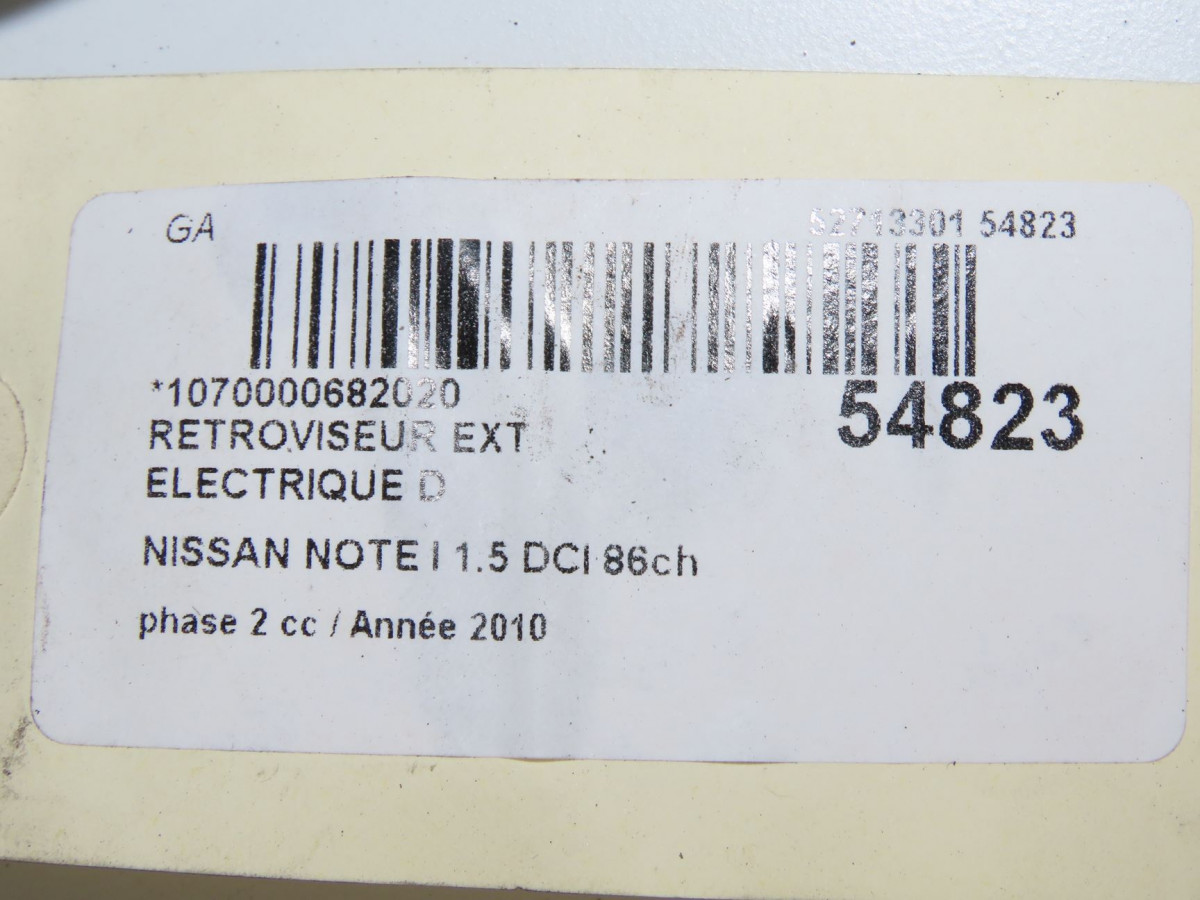 GA
52713301 54823
*1070000682020
54823
RETROVISEUR EXT
ELECTRIQUE D
NISSAN NOTE I 1.5 DCI 86ch
phase 2 cc / Année 2010